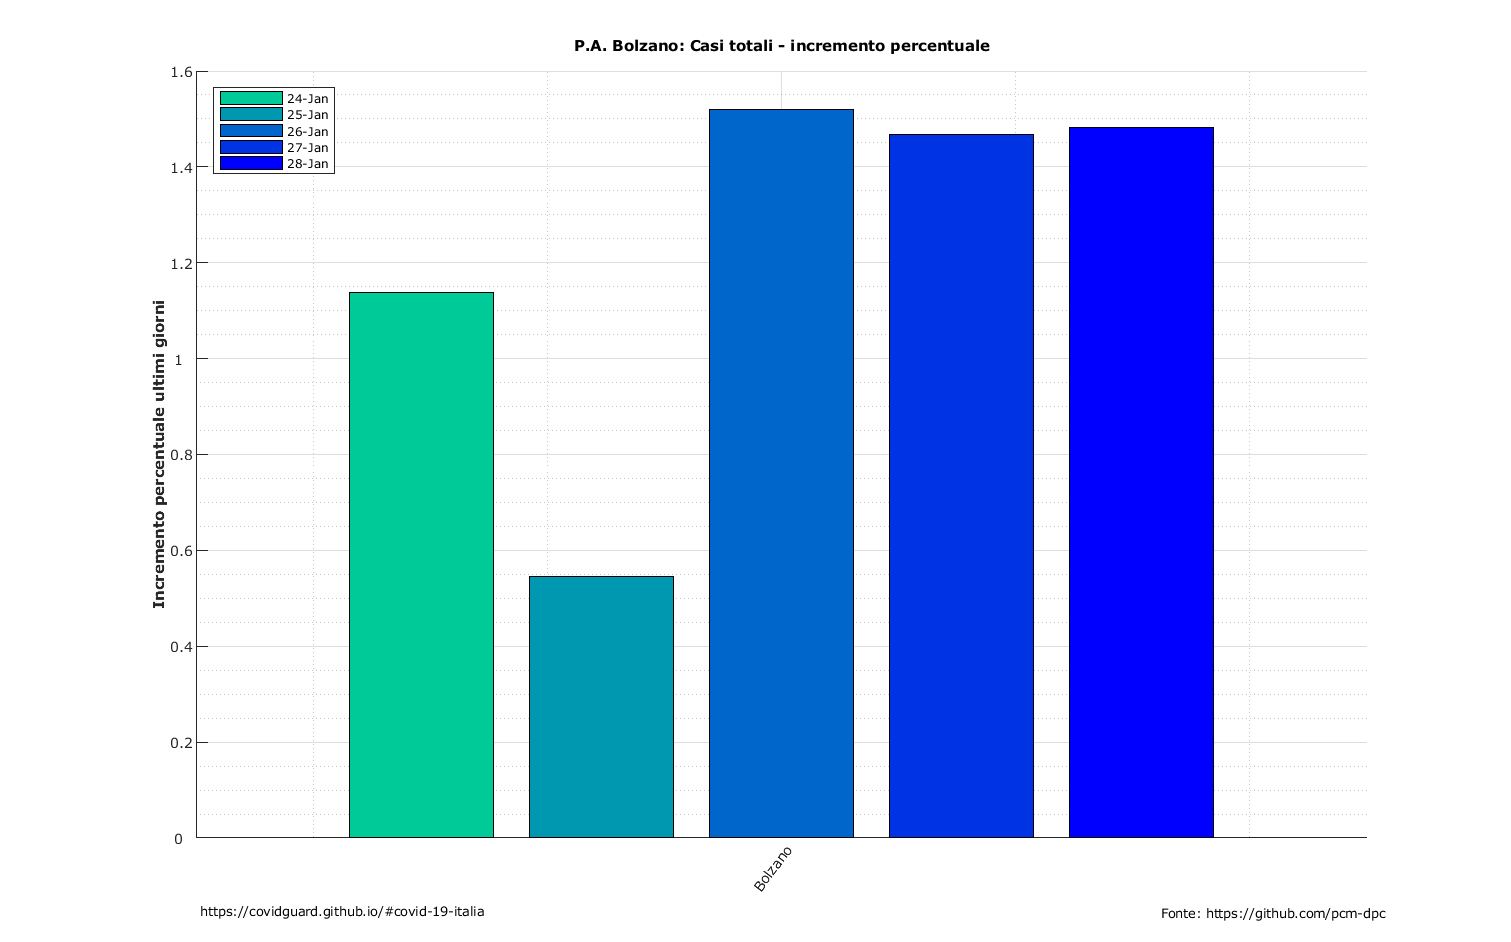 P.A. Bolzano: Casi totali - incremento percentuale
1.6
1.4
1.2
1
0.8
0.6
0.4
0.2
0
Incremento percentuale ultimi giorni
24-Jan
25-Jan
26-Jan
27-Jan
28-Jan
Bolzano
https://covidguard.github.io/#covid-19-italia
Fonte: https://github.com/pcm-dpc